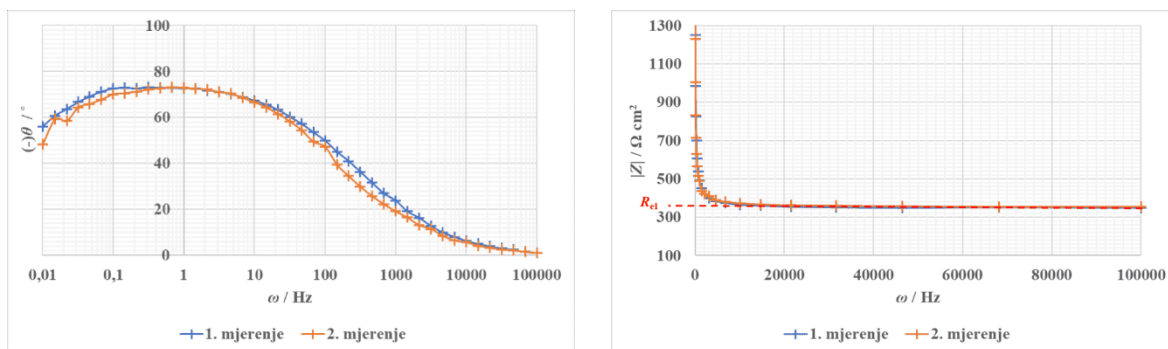 100
80
60
40
20
0
(-)θ / °
0,01 0,1 1 10 100 1000 10000 100000
ω / Hz
1. mjerenje 2. mjerenje
1300
1100
900
700
500
300
100
|Z| / Ω cm²
R_el
0 20000 40000 60000 80000 100000
ω / Hz
1. mjerenje 2. mjerenje